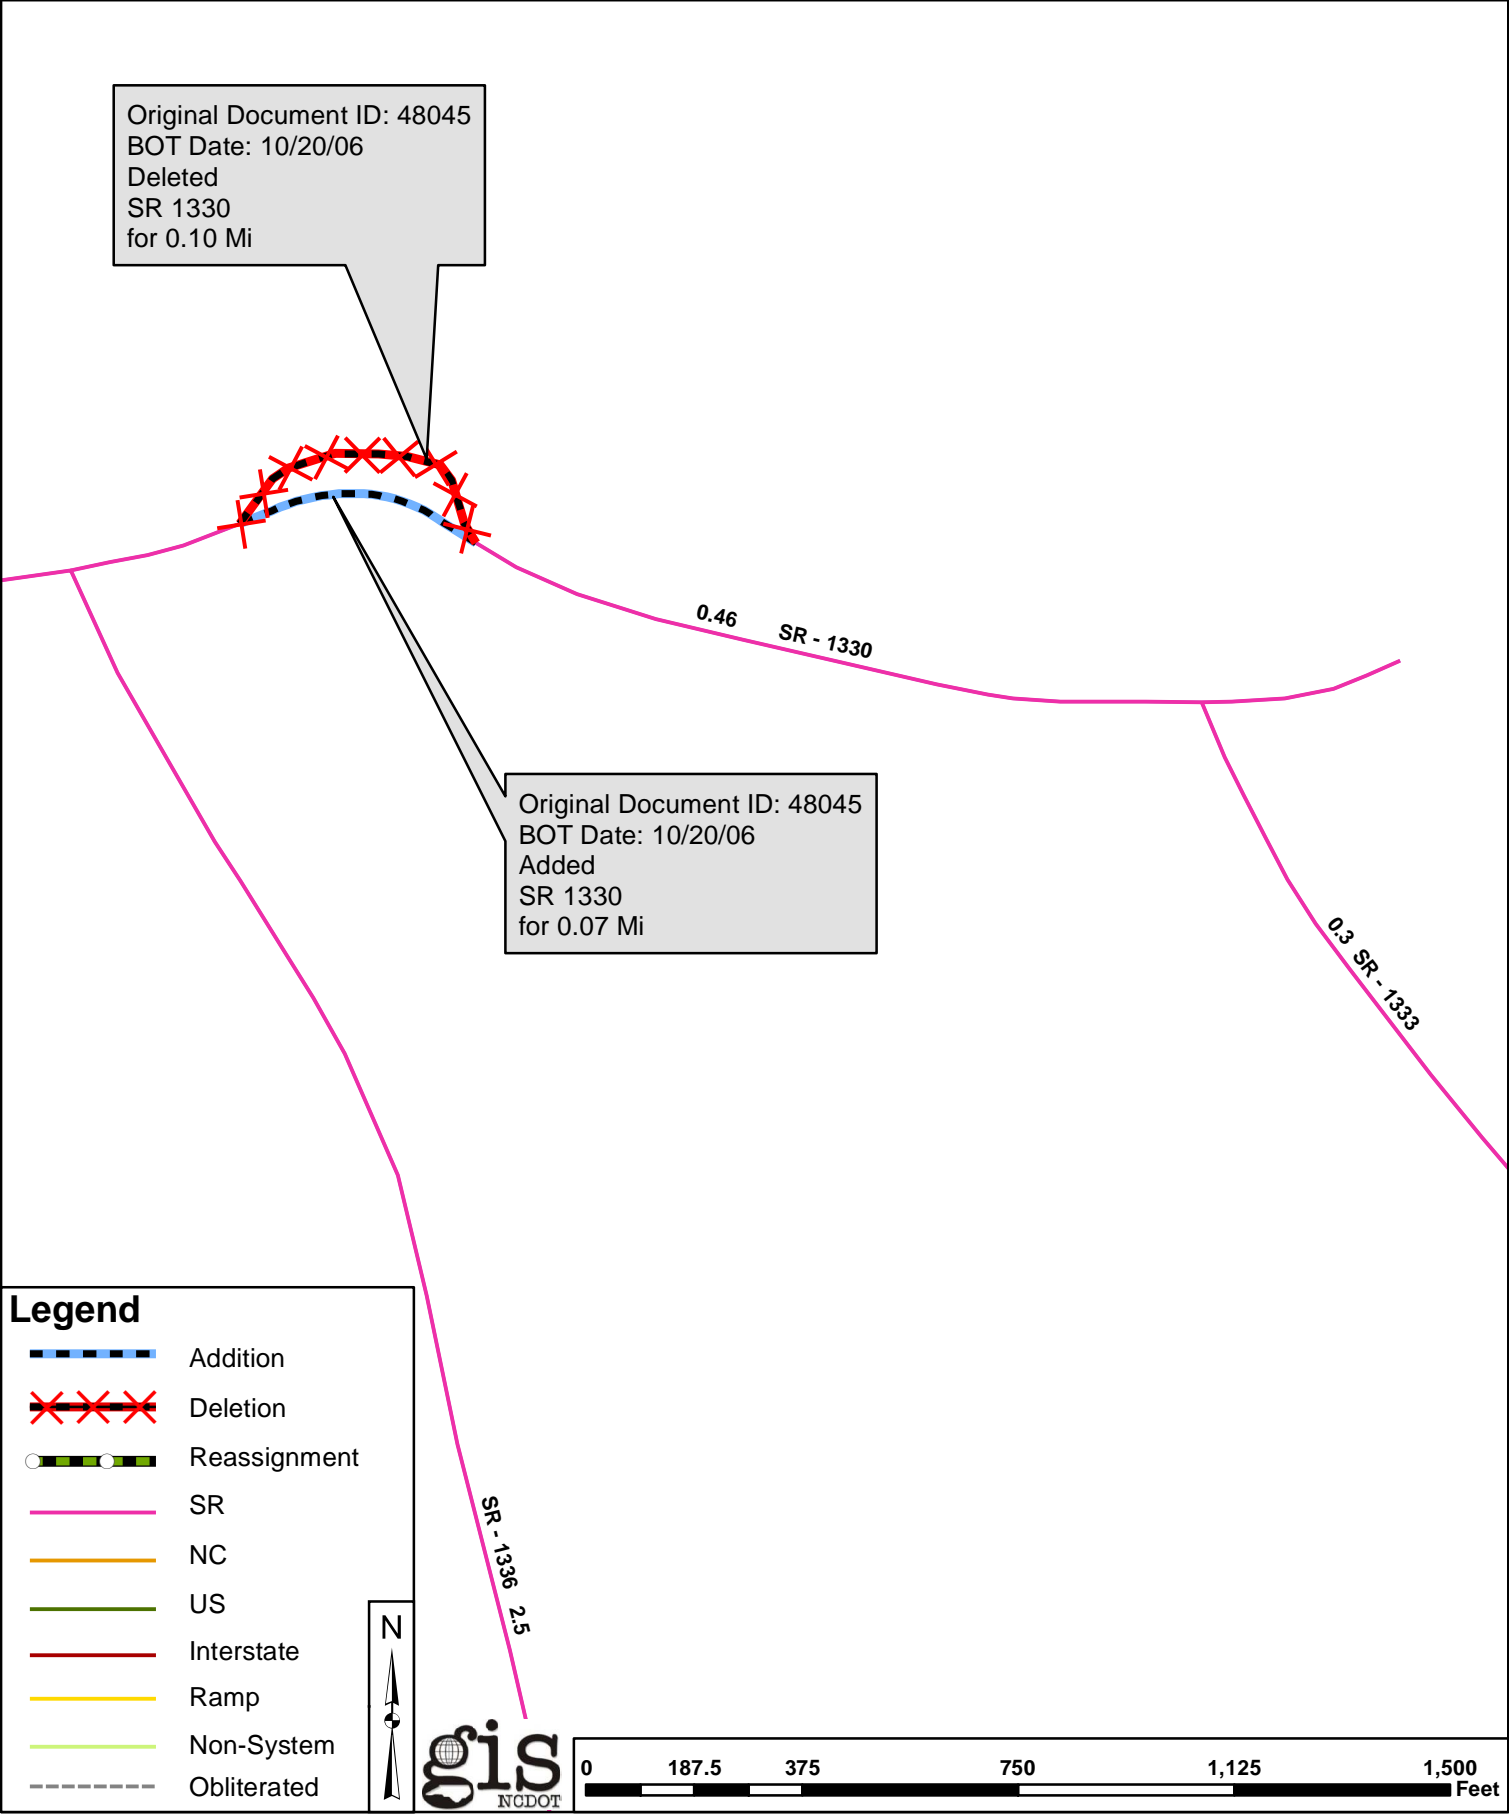 Original Document ID: 48045
BOT Date: 10/20/06
Deleted
SR 1330
for 0.10 Mi
0.46 SR - 1330
Original Document ID: 48045
BOT Date: 10/20/06
Added
SR 1330
for 0.07 Mi
0.3 SR - 1333
SR - 1336 2.5
Legend
Addition
Deletion
Reassignment
SR
NC
US
Interstate
Ramp
Non-System
Obliterated
N
gis
NCDOT
0 187.5 375 750 1,125 1,500
Feet